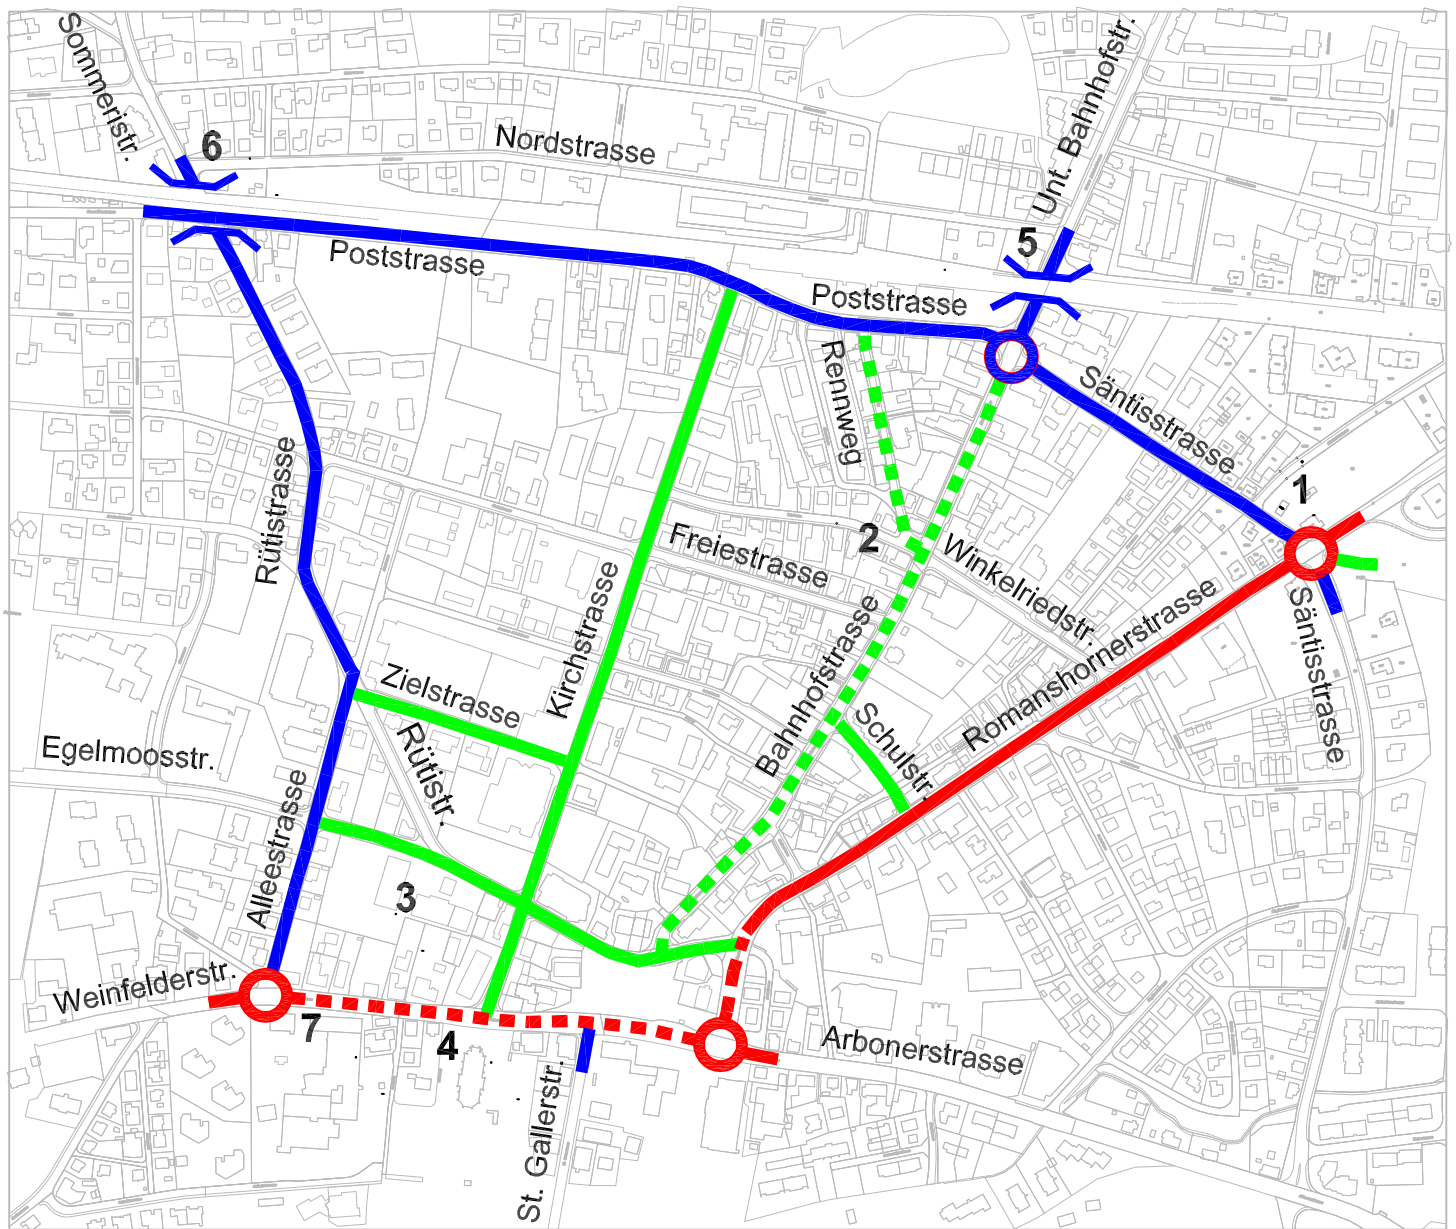 Sommeristr.
6
Nordstrasse
Unt. Bahnhofstr.
5
Poststrasse
Poststrasse
Rennweg
Säntisstrasse
1
Rütistrasse
2
Freiestrasse
Winkelriedstr.
Kirchstrasse
Bahnhofstrasse
Romanshornerstrasse
Säntisstrasse
Zielstrasse
Schulstr.
Rütistr.
Egelmoosstr.
Alleestrasse
3
Weinfelderstr.
7
4
Arbonerstrasse
St. Gallerstr.